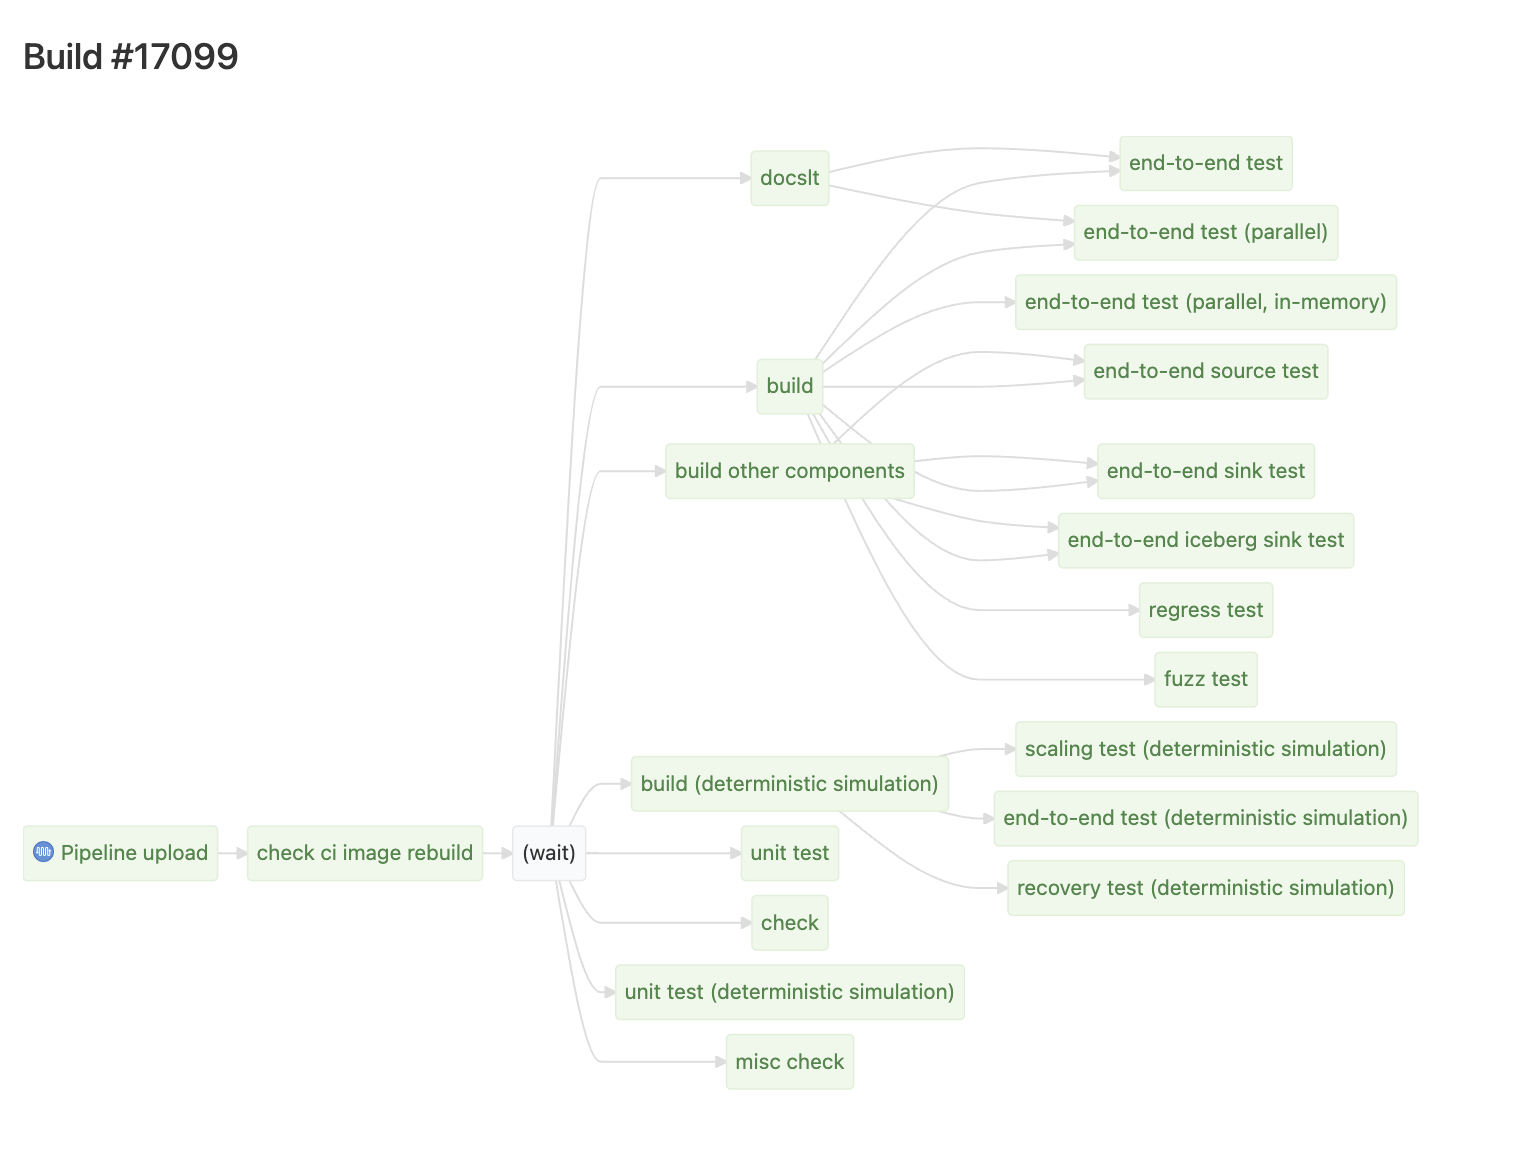 Build #17099
docslt
end-to-end test
end-to-end test (parallel)
end-to-end test (parallel, in-memory)
build
end-to-end source test
build other components
end-to-end sink test
end-to-end iceberg sink test
regress test
fuzz test
scaling test (deterministic simulation)
build (deterministic simulation)
end-to-end test (deterministic simulation)
Pipeline upload
check ci image rebuild
(wait)
unit test
recovery test (deterministic simulation)
check
unit test (deterministic simulation)
misc check